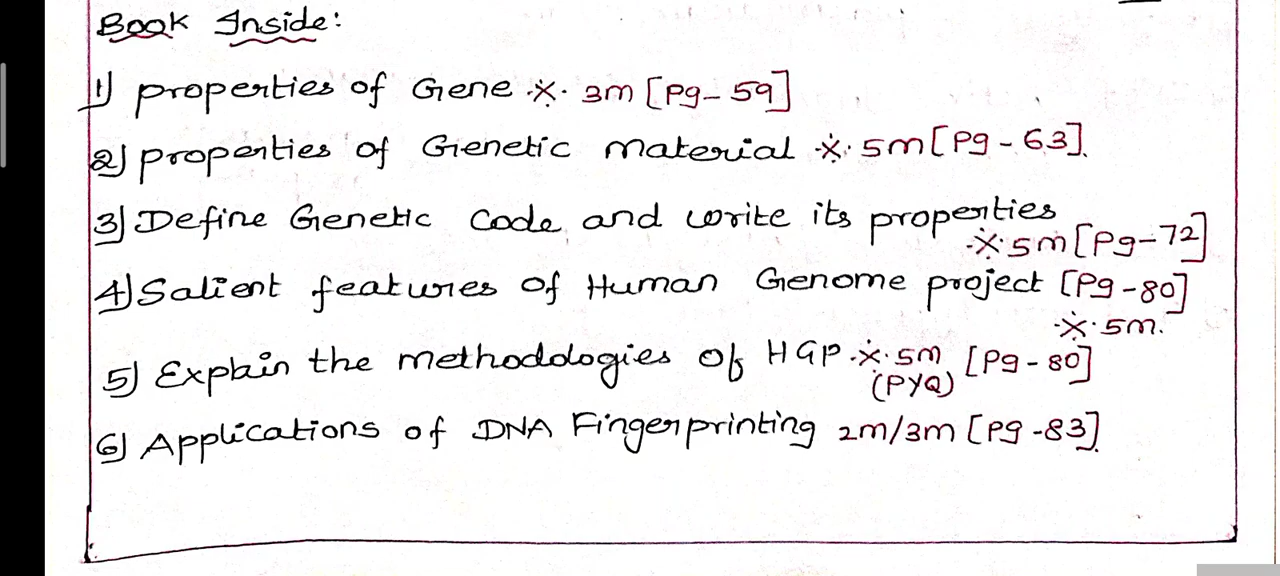 Book Inside:
1) properties of Gene ※ 3m [Pg- 59]
2) properties of Genetic material ※ 5m [Pg - 63].
3) Define Genetic Code, and write its properties
※ 5m [Pg-72]
4) Salient features of Human Genome project [Pg -80]
※ 5m.
5) Explain the methodologies of HGP ※ 5m [Pg - 80]
(PYQ)
6) Applications of DNA Fingerprinting 2m/3m [Pg -83].